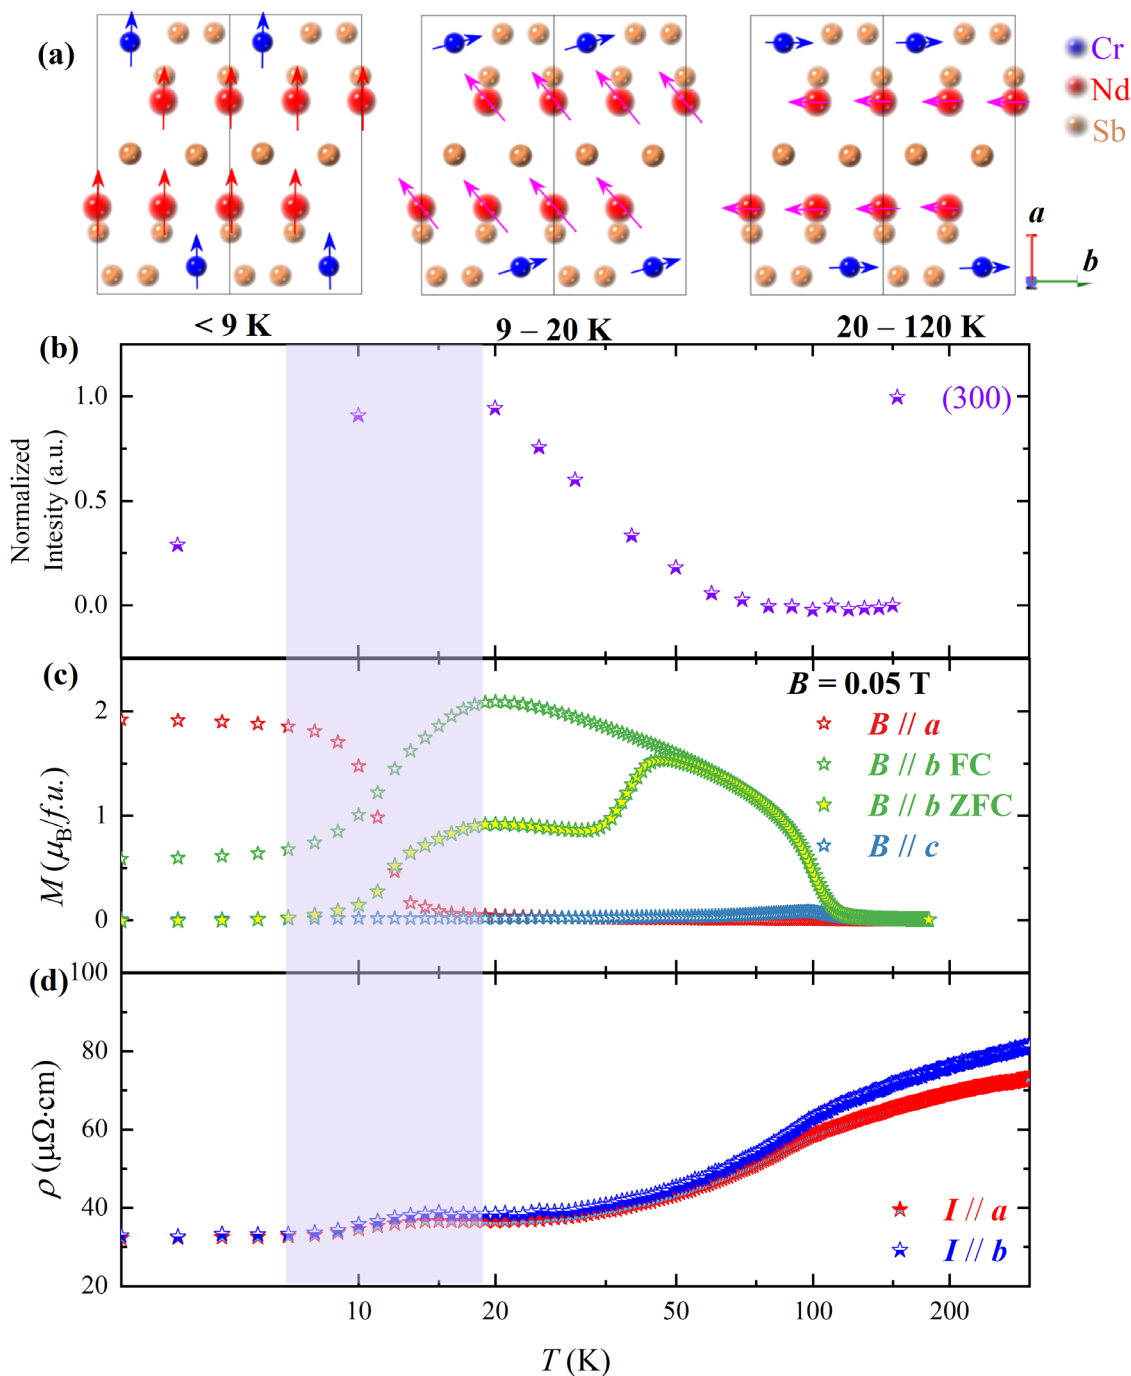 (a)
Cr
Nd
Sb
a
b
< 9 K
9 – 20 K
20 – 120 K
(b)
Normalized
Intesity (a.u.)
1.0
0.5
0.0
(300)
(c)
M (μB/f.u.)
2
1
0
B = 0.05 T
B // a
B // b FC
B // b ZFC
B // c
(d)
ρ (μΩ·cm)
100
80
60
40
20
I // a
I // b
10
20
50
100
200
T (K)